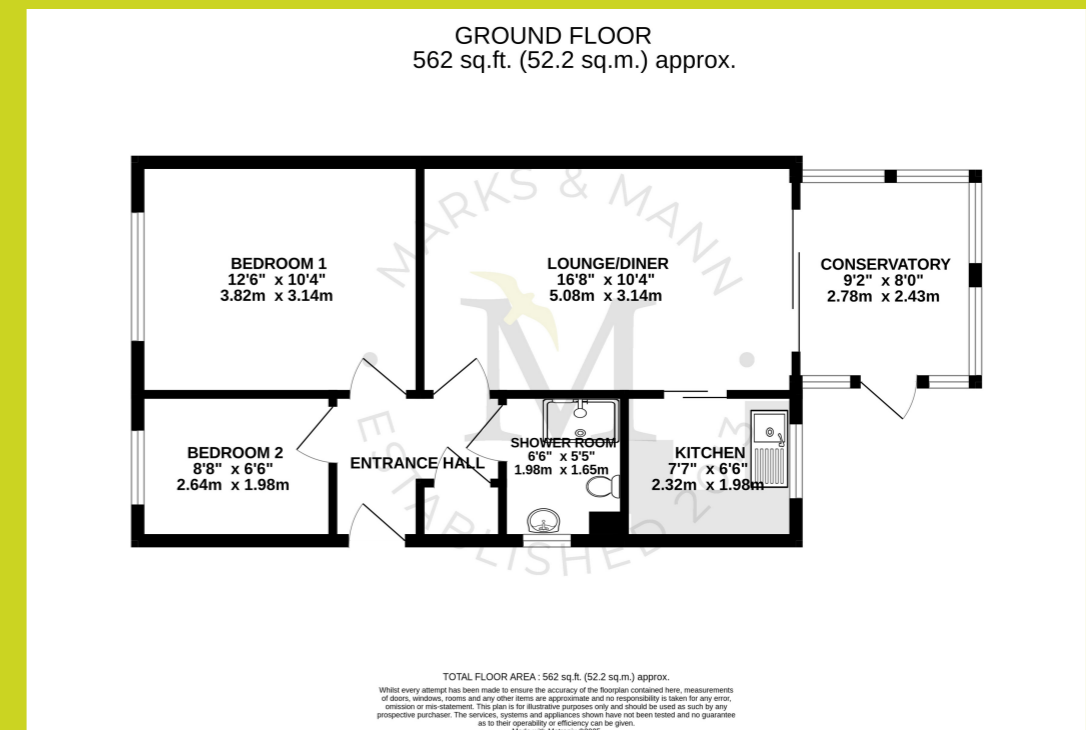 GROUND FLOOR
562 sq.ft. (52.2 sq.m.) approx.
MARKS & MANN
BEDROOM 1
12'6" x 10'4"
3.82m x 3.14m
LOUNGE/DINER
16'8" x 10'4"
5.08m x 3.14m
CONSERVATORY
9'2" x 8'0"
2.78m x 2.43m
M
BEDROOM 2
8'8" x 6'6"
2.64m x 1.98m
ENTRANCE HALL
SHOWER ROOM
6'6" x 5'5"
1.98m x 1.65m
KITCHEN
7'7" x 6'6"
2.32m x 1.98m
ESTABLISHED
TOTAL FLOOR AREA : 562 sq.ft. (52.2 sq.m.) approx.
Whilst every attempt has been made to ensure the accuracy of the floorplan contained here, measurements
of doors, windows, rooms and any other items are approximate and no responsibility is taken for any error,
omission or mis-statement. This plan is for illustrative purposes only and should be used as such by any
prospective purchaser. The services, systems and appliances shown have not been tested and no guarantee
as to their operability or efficiency can be given.